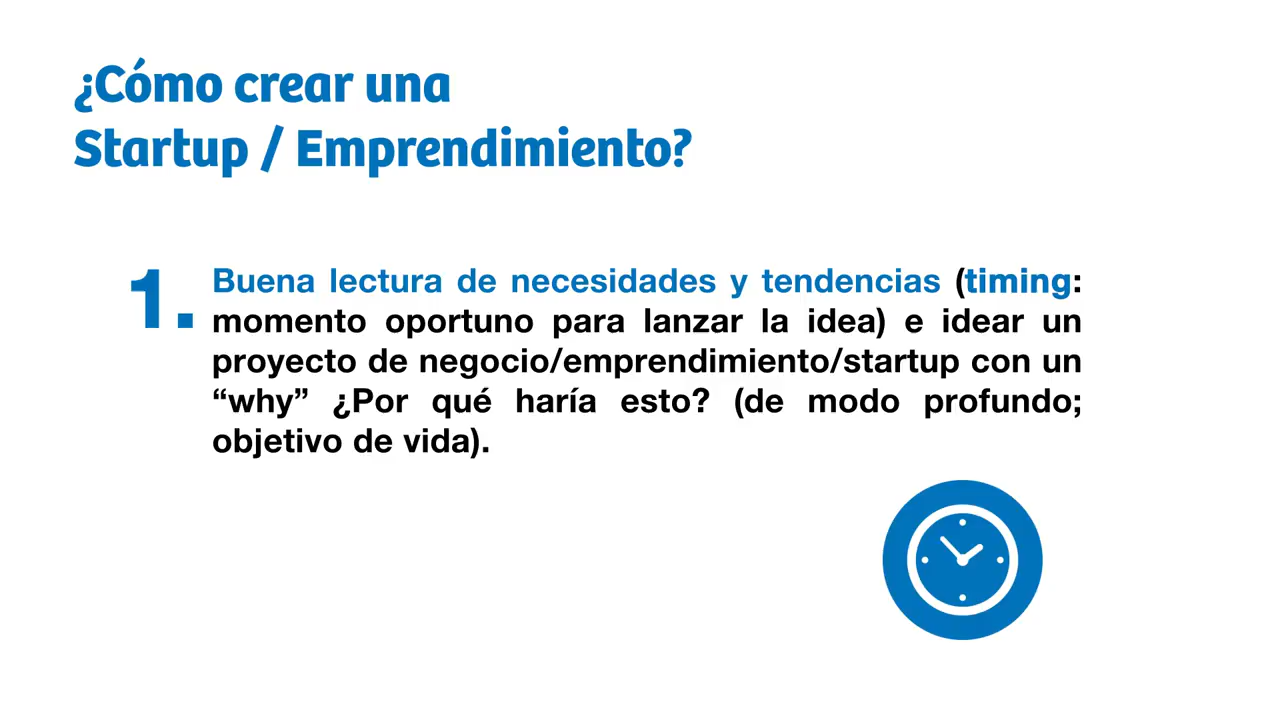 ¿Cómo crear una
Startup / Emprendimiento?
1. Buena lectura de necesidades y tendencias (timing:
momento oportuno para lanzar la idea) e idear un
proyecto de negocio/emprendimiento/startup con un
“why” ¿Por qué haría esto? (de modo profundo;
objetivo de vida).